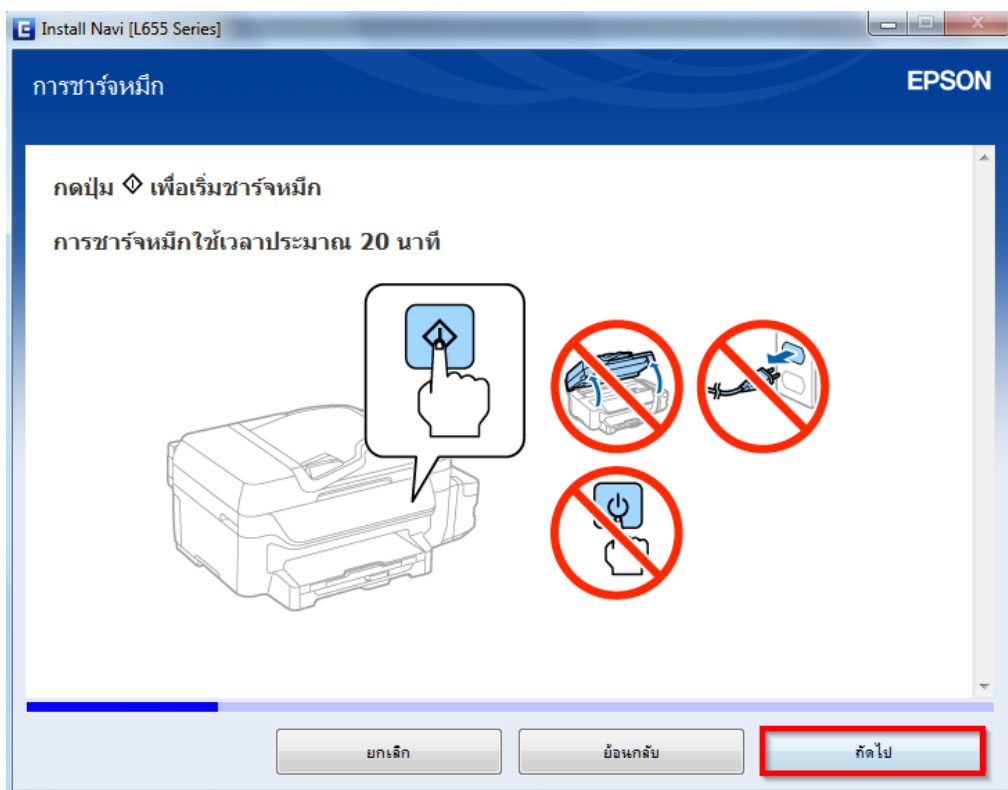 Install Navi [L655 Series]
การชาร์จหมึก
EPSON
กดปุ่ม เพื่อเริ่มชาร์จหมึก
การชาร์จหมึกใช้เวลาประมาณ 20 นาที
ยกเลิก
ย้อนกลับ
ถัดไป